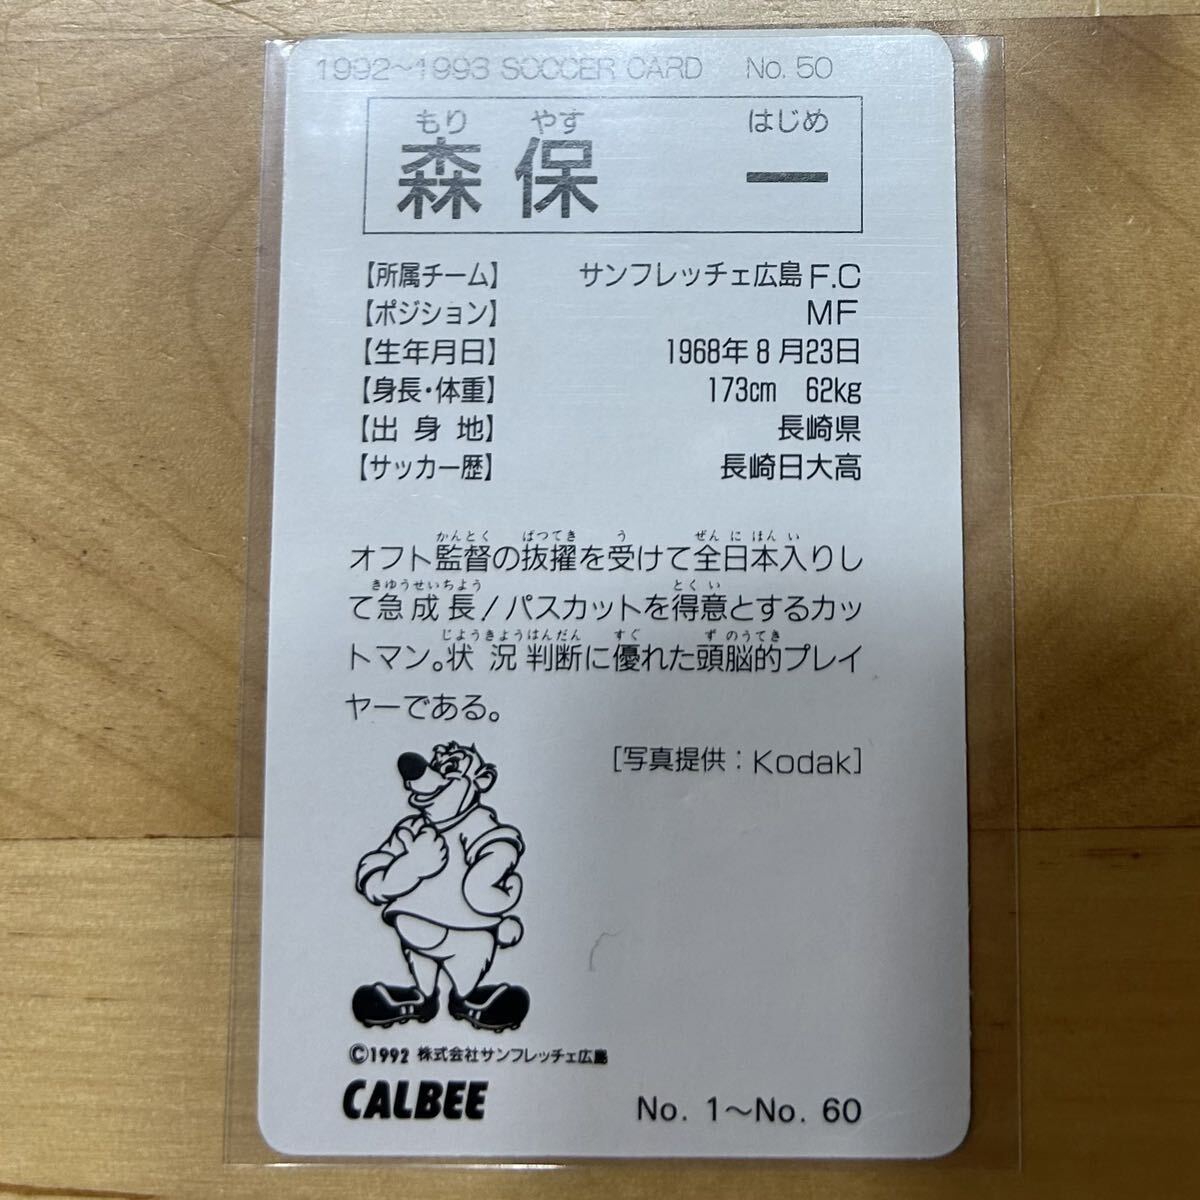 1992~1993 SOCCER CARD No. 50
もり やす はじめ
森保 一
【所属チーム】 サンフレッチェ広島F.C
【ポジション】 MF
【生年月日】 1968年8月23日
【身長・体重】 173cm 62kg
【出身地】 長崎県
【サッカー歴】 長崎日大高
かんとく ばつてき う ぜんにほんい
オフト監督の抜擢を受けて全日本入りし
きゆうせいちよう とくい
て急成長!パスカットを得意とするカッ
じようきようはんだん すぐ ずのうてき
トマン。状況判断に優れた頭脳的プレイ
ヤーである。
[写真提供:Kodak]
©1992 株式会社サンフレッチェ広島
CALBEE No. 1~No. 60